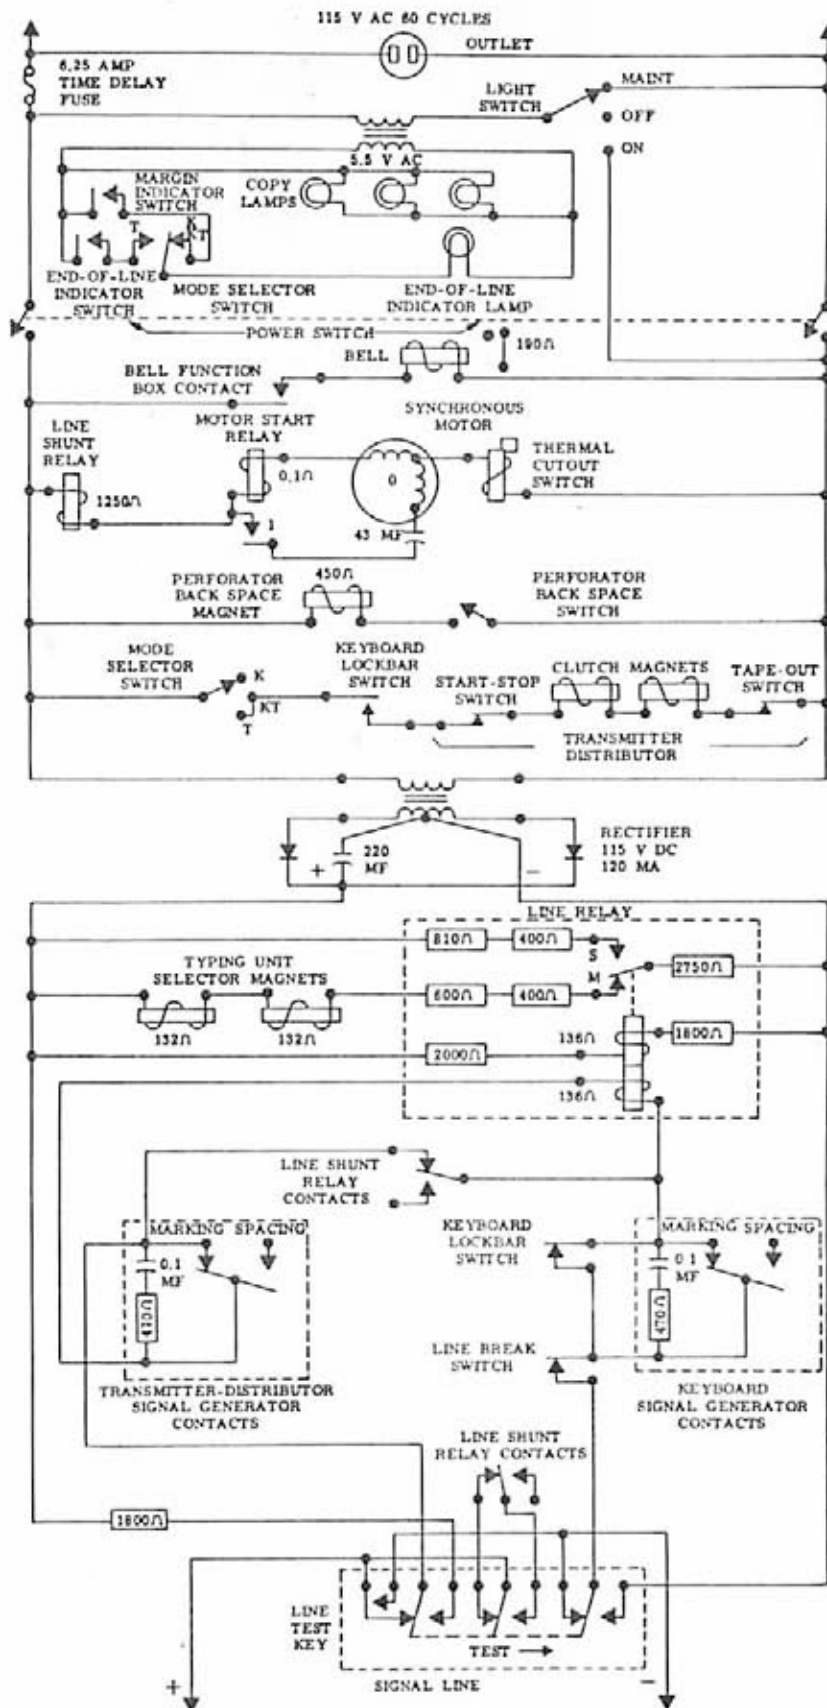 115 V AC 60 CYCLES
OUTLET
6.25 AMP
TIME DELAY
FUSE
LIGHT
SWITCH
MAINT
OFF
ON
5.5 V AC
MARGIN
INDICATOR
SWITCH
COPY
LAMPS
T
K
KT
END-OF-LINE
INDICATOR
SWITCH
MODE SELECTOR
SWITCH
END-OF-LINE
INDICATOR LAMP
POWER SWITCH
BELL
190Ω
BELL FUNCTION
BOX CONTACT
LINE
SHUNT
RELAY
MOTOR START
RELAY
SYNCHRONOUS
MOTOR
THERMAL
CUTOUT
SWITCH
0.1Ω
0
1250Ω
1
43 MF
PERFORATOR
BACK SPACE
MAGNET
450Ω
PERFORATOR
BACK SPACE
SWITCH
MODE
SELECTOR
SWITCH
K
KT
T
KEYBOARD
LOCKBAR
SWITCH
START-STOP
SWITCH
CLUTCH MAGNETS
TAPE-OUT
SWITCH
TRANSMITTER
DISTRIBUTOR
RECTIFIER
115 V DC
120 MA
+
220
MF
-
LINE RELAY
810Ω
400Ω
S
M
2750Ω
TYPING UNIT
SELECTOR MAGNETS
600Ω
400Ω
132Ω
132Ω
136Ω
1800Ω
2000Ω
136Ω
LINE SHUNT
RELAY
CONTACTS
MARKING SPACING
0.1
MF
470Ω
TRANSMITTER-DISTRIBUTOR
SIGNAL GENERATOR
CONTACTS
KEYBOARD
LOCKBAR
SWITCH
MARKING SPACING
0 1
MF
470Ω
LINE BREAK
SWITCH
KEYBOARD
SIGNAL GENERATOR
CONTACTS
LINE SHUNT
RELAY CONTACTS
1800Ω
LINE
TEST
KEY
TEST
+
-
SIGNAL LINE